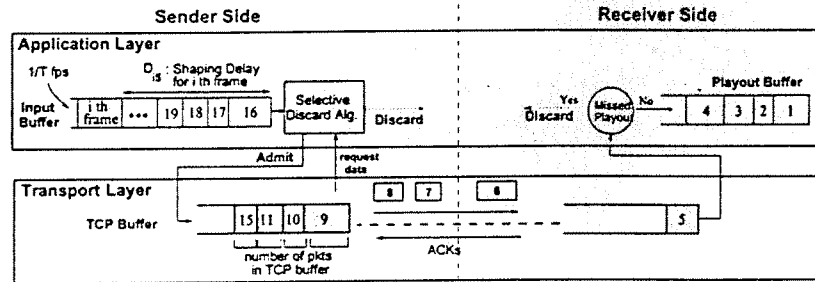 Sender Side
Receiver Side
Application Layer
1/T fps
D_is : Shaping Delay
for i th frame
Input
Buffer
i th
frame
•••
19
18
17
16
Selective
Discard Alg.
Discard
Discard
Yes
Missed
Playout
No
Playout Buffer
4
3
2
1
Admit
request
data
Transport Layer
TCP Buffer
15
11
10
9
number of pkts
in TCP buffer
8
7
6
ACKs
5